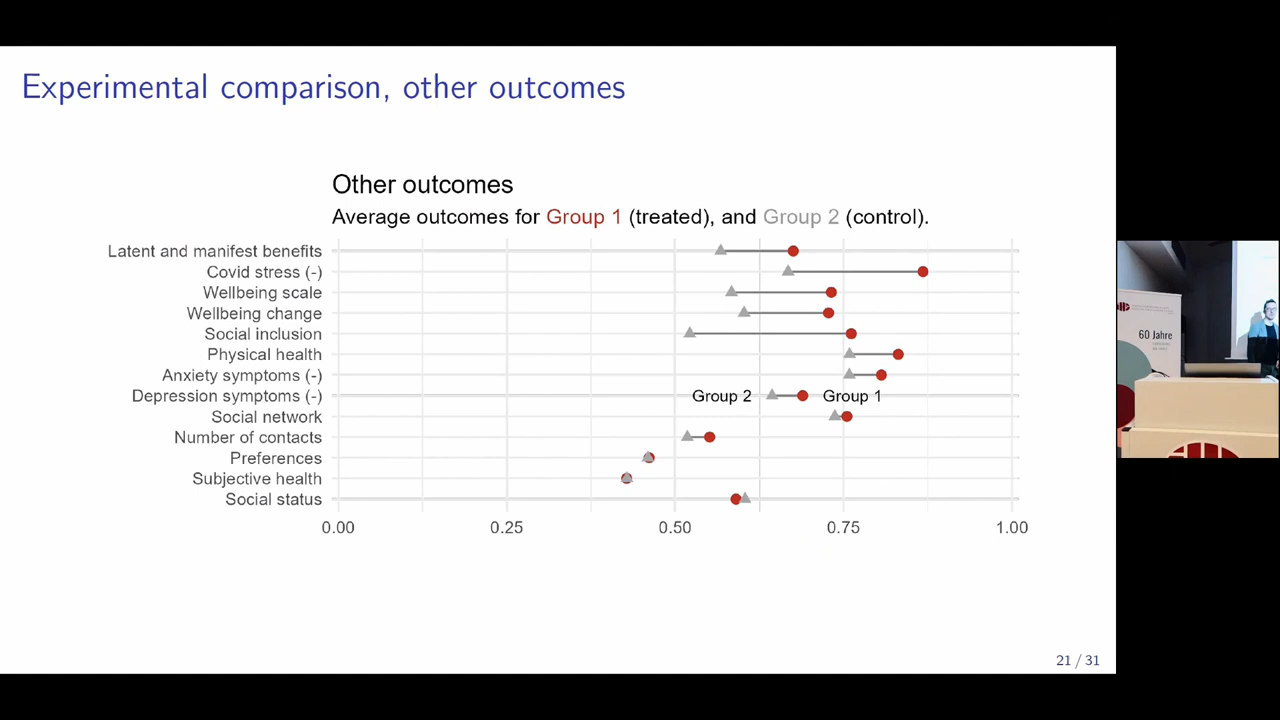 Experimental comparison, other outcomes
Other outcomes
Average outcomes for Group 1 (treated), and Group 2 (control).
Latent and manifest benefits
Covid stress (-)
Wellbeing scale
Wellbeing change
Social inclusion
Physical health
Anxiety symptoms (-)
Depression symptoms (-)
Group 2
Group 1
Social network
Number of contacts
Preferences
Subjective health
Social status
0.00
0.25
0.50
0.75
1.00
21 / 31
60 Jahre